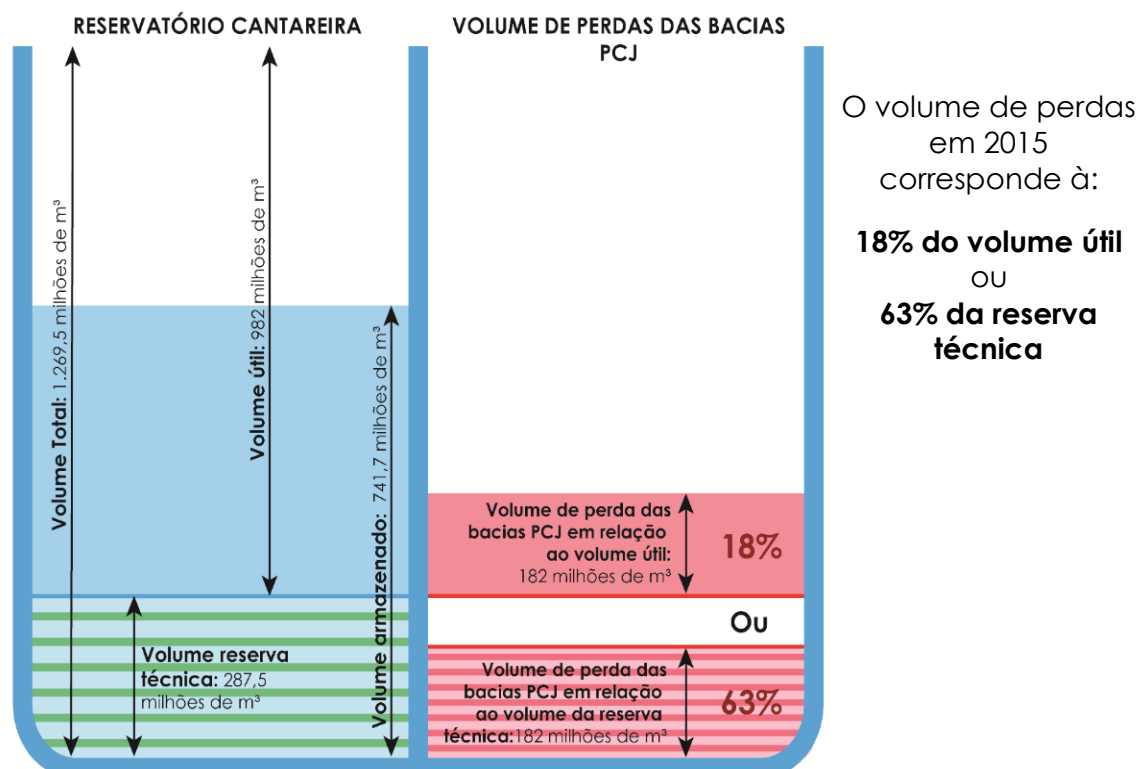 RESERVATÓRIO CANTAREIRA
VOLUME DE PERDAS DAS BACIAS
PCJ
Volume Total: 1.269,5 milhões de m³
Volume útil: 982 milhões de m³
Volume armazenado: 741,7 milhões de m³
Volume reserva
técnica: 287,5
milhões de m³
Volume de perda das
bacias PCJ em relação
ao volume útil:
182 milhões de m³
18%
Ou
Volume de perda das
bacias PCJ em relação
ao volume da reserva
técnica:182 milhões de m³
63%
O volume de perdas
em 2015
corresponde à:
18% do volume útil
ou
63% da reserva
técnica